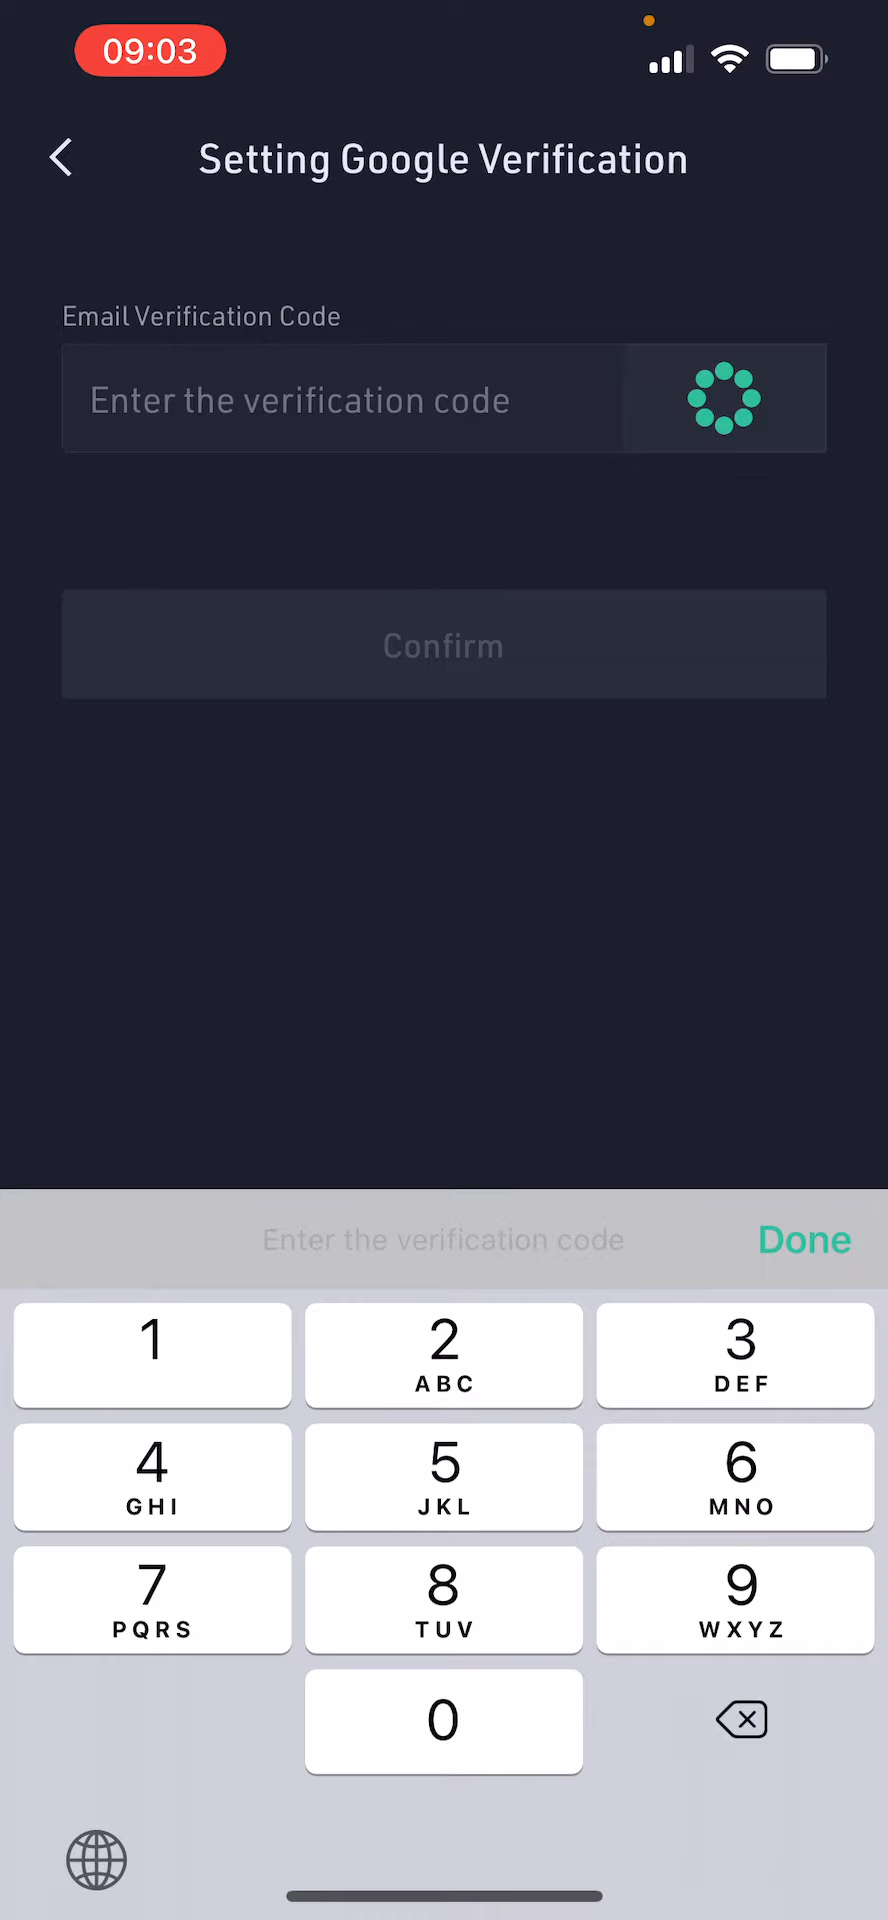 09:03
Setting Google Verification
Email Verification Code
Enter the verification code
Confirm
Enter the verification code
Done
1
2
ABC
3
DEF
4
GHI
5
JKL
6
MNO
7
PQRS
8
TUV
9
WXYZ
0